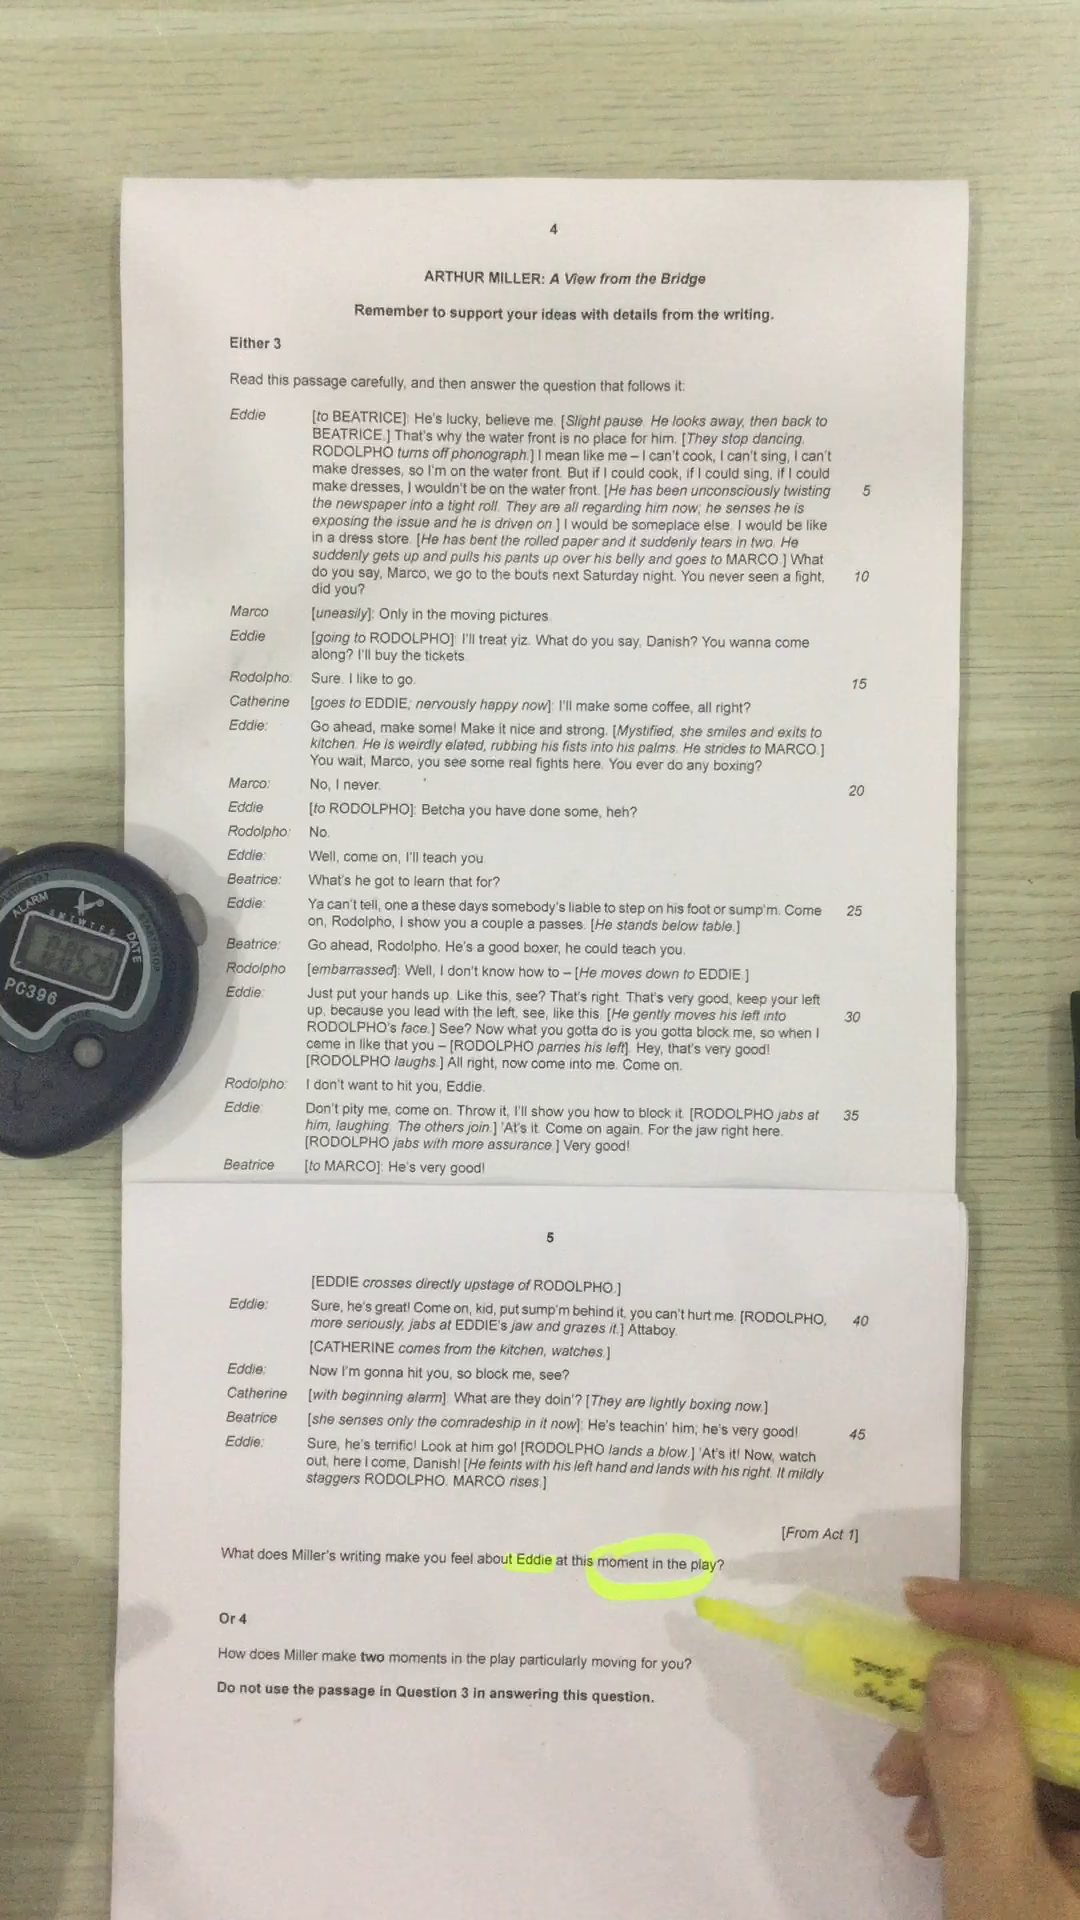 4
ARTHUR MILLER: A View from the Bridge
Remember to support your ideas with details from the writing.
Either 3
Read this passage carefully, and then answer the question that follows it:
Eddie [to BEATRICE]: He's lucky, believe me. [Slight pause. He looks away, then back to
BEATRICE.] That's why the water front is no place for him. [They stop dancing.
RODOLPHO turns off phonograph.] I mean like me – I can't cook, I can't sing, I can't
make dresses, so I'm on the water front. But if I could cook, if I could sing, if I could
make dresses, I wouldn't be on the water front. [He has been unconsciously twisting 5
the newspaper into a tight roll. They are all regarding him now; he senses he is
exposing the issue and he is driven on.] I would be someplace else. I would be like
in a dress store. [He has bent the rolled paper and it suddenly tears in two. He
suddenly gets up and pulls his pants up over his belly and goes to MARCO.] What
do you say, Marco, we go to the bouts next Saturday night. You never seen a fight, 10
did you?
Marco [uneasily]: Only in the moving pictures.
Eddie [going to RODOLPHO]: I'll treat yiz. What do you say, Danish? You wanna come
along? I'll buy the tickets.
Rodolpho: Sure. I like to go. 15
Catherine [goes to EDDIE; nervously happy now]: I'll make some coffee, all right?
Eddie: Go ahead, make some! Make it nice and strong. [Mystified, she smiles and exits to
kitchen. He is weirdly elated, rubbing his fists into his palms. He strides to MARCO.]
You wait, Marco, you see some real fights here. You ever do any boxing?
Marco: No, I never. 20
Eddie [to RODOLPHO]: Betcha you have done some, heh?
Rodolpho: No.
Eddie: Well, come on, I'll teach you.
Beatrice: What's he got to learn that for?
Eddie: Ya can't tell, one a these days somebody's liable to step on his foot or sump'm. Come 25
on, Rodolpho, I show you a couple a passes. [He stands below table.]
Beatrice: Go ahead, Rodolpho. He's a good boxer, he could teach you.
Rodolpho [embarrassed]: Well, I don't know how to – [He moves down to EDDIE.]
Eddie: Just put your hands up. Like this, see? That's right. That's very good, keep your left
up, because you lead with the left, see, like this. [He gently moves his left into 30
RODOLPHO's face.] See? Now what you gotta do is you gotta block me, so when I
come in like that you – [RODOLPHO parries his left]. Hey, that's very good!
[RODOLPHO laughs.] All right, now come into me. Come on.
Rodolpho: I don't want to hit you, Eddie.
Eddie: Don't pity me, come on. Throw it, I'll show you how to block it. [RODOLPHO jabs at 35
him, laughing. The others join.] 'At's it. Come on again. For the jaw right here.
[RODOLPHO jabs with more assurance.] Very good!
Beatrice [to MARCO]: He's very good!
5
[EDDIE crosses directly upstage of RODOLPHO.]
Eddie: Sure, he's great! Come on, kid, put sump'm behind it, you can't hurt me. [RODOLPHO, 40
more seriously, jabs at EDDIE's jaw and grazes it.] Attaboy.
[CATHERINE comes from the kitchen, watches.]
Eddie: Now I'm gonna hit you, so block me, see?
Catherine [with beginning alarm]: What are they doin'? [They are lightly boxing now.]
Beatrice [she senses only the comradeship in it now]: He's teachin' him; he's very good! 45
Eddie: Sure, he's terrific! Look at him go! [RODOLPHO lands a blow.] 'At's it! Now, watch
out, here I come, Danish! [He feints with his left hand and lands with his right. It mildly
staggers RODOLPHO. MARCO rises.]
[From Act 1]
What does Miller's writing make you feel about Eddie at this moment in the play?
Or 4
How does Miller make two moments in the play particularly moving for you?
Do not use the passage in Question 3 in answering this question.
ALARM
DATE
MODE
PC396